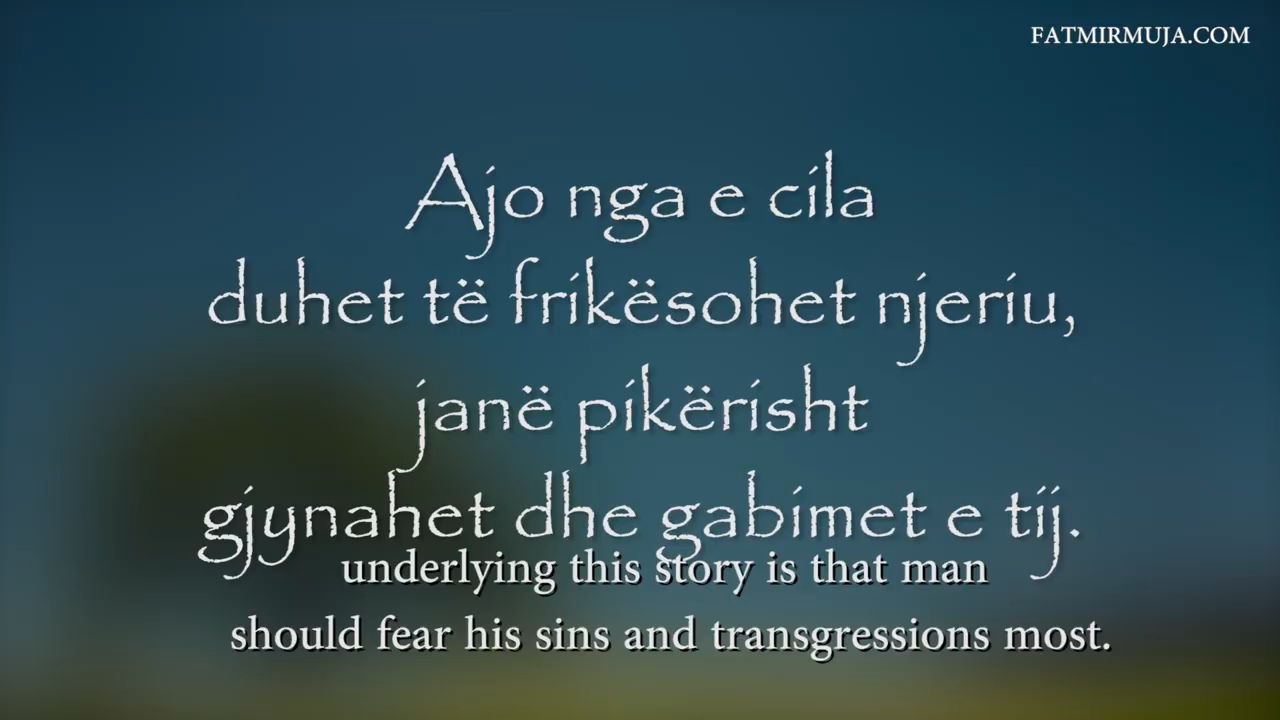 FATMIRMUJA.COM
Ajo nga e cila
duhet të frikësohet njeriu,
janë pikërisht
gjynahet dhe gabimet e tij.
underlying this story is that man
should fear his sins and transgressions most.